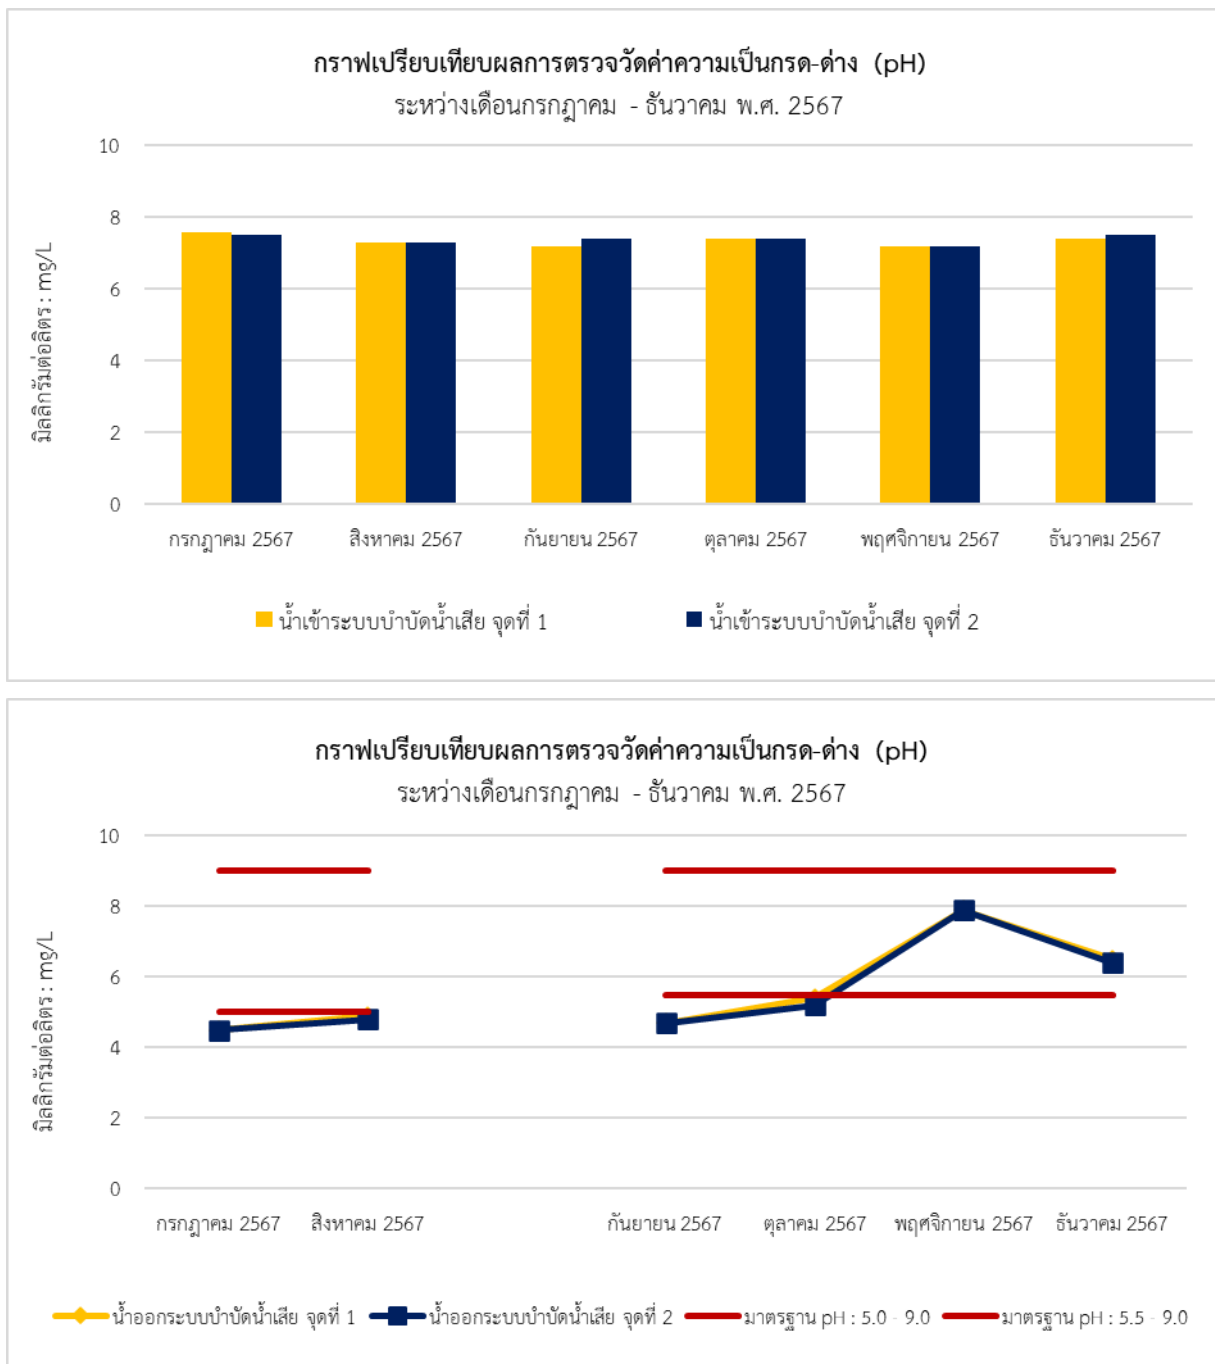 กราฟเปรียบเทียบผลการตรวจวัดค่าความเป็นกรด-ด่าง (pH)
ระหว่างเดือนกรกฎาคม - ธันวาคม พ.ศ. 2567
มิลลิกรัมต่อลิตร : mg/L
10
8
6
4
2
0
กรกฎาคม 2567 สิงหาคม 2567 กันยายน 2567 ตุลาคม 2567 พฤศจิกายน 2567 ธันวาคม 2567
น้ำเข้าระบบบำบัดน้ำเสีย จุดที่ 1 น้ำเข้าระบบบำบัดน้ำเสีย จุดที่ 2
กราฟเปรียบเทียบผลการตรวจวัดค่าความเป็นกรด-ด่าง (pH)
ระหว่างเดือนกรกฎาคม - ธันวาคม พ.ศ. 2567
มิลลิกรัมต่อลิตร : mg/L
10
8
6
4
2
0
กรกฎาคม 2567 สิงหาคม 2567 กันยายน 2567 ตุลาคม 2567 พฤศจิกายน 2567 ธันวาคม 2567
น้ำออกระบบบำบัดน้ำเสีย จุดที่ 1 น้ำออกระบบบำบัดน้ำเสีย จุดที่ 2 มาตรฐาน pH : 5.0 - 9.0 มาตรฐาน pH : 5.5 - 9.0